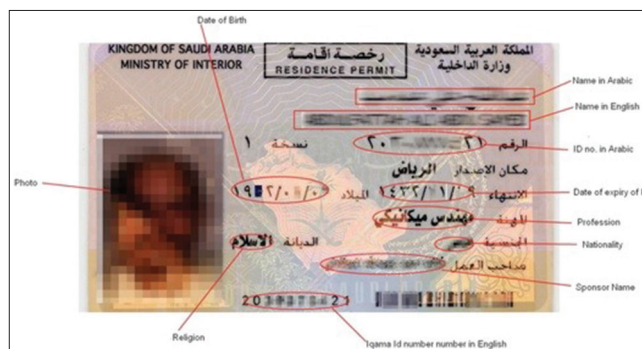 Date of Birth
KINGDOM OF SAUDI ARABIA
MINISTRY OF INTERIOR
رخصة اقامة
RESIDENCE PERMIT
المملكة العربية السعودية
وزارة الداخلية
Name in Arabic
Name in English
الرقم
نسخة ١
ID no. in Arabic
مكان الاصدار الرياض
Photo
الانتهاء
الميلاد
Date of expiry of
المهنة مهندس ميكانيكي
Profession
الجنسية
Nationality
الديانة الاسلام
صاحب العمل
Sponsor Name
Religion
Iqama Id number number in English